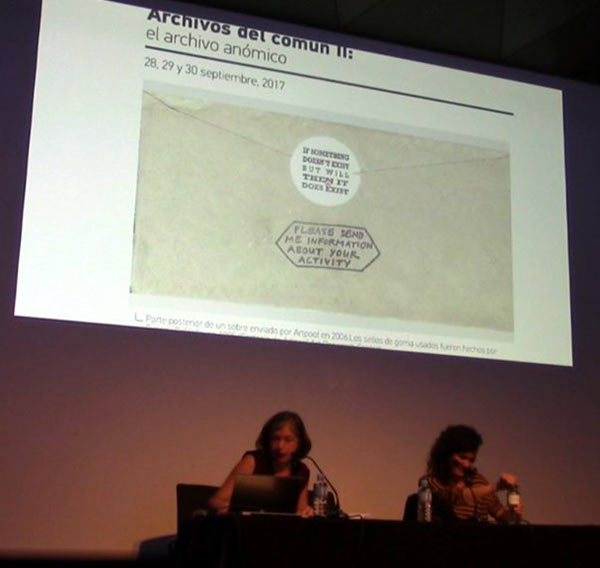 Archivos del común II:
el archivo anómico
28, 29 y 30 septiembre, 2017
IF SOMETHING
DOESN'T EXIST
BUT WILL
THEN IT
DOES EXIST
PLEASE SEND
ME INFORMATION
ABOUT YOUR
ACTIVITY
Parte posterior de un sobre enviado por Artpool en 2006. Los sellos de goma usados fueron hechos por